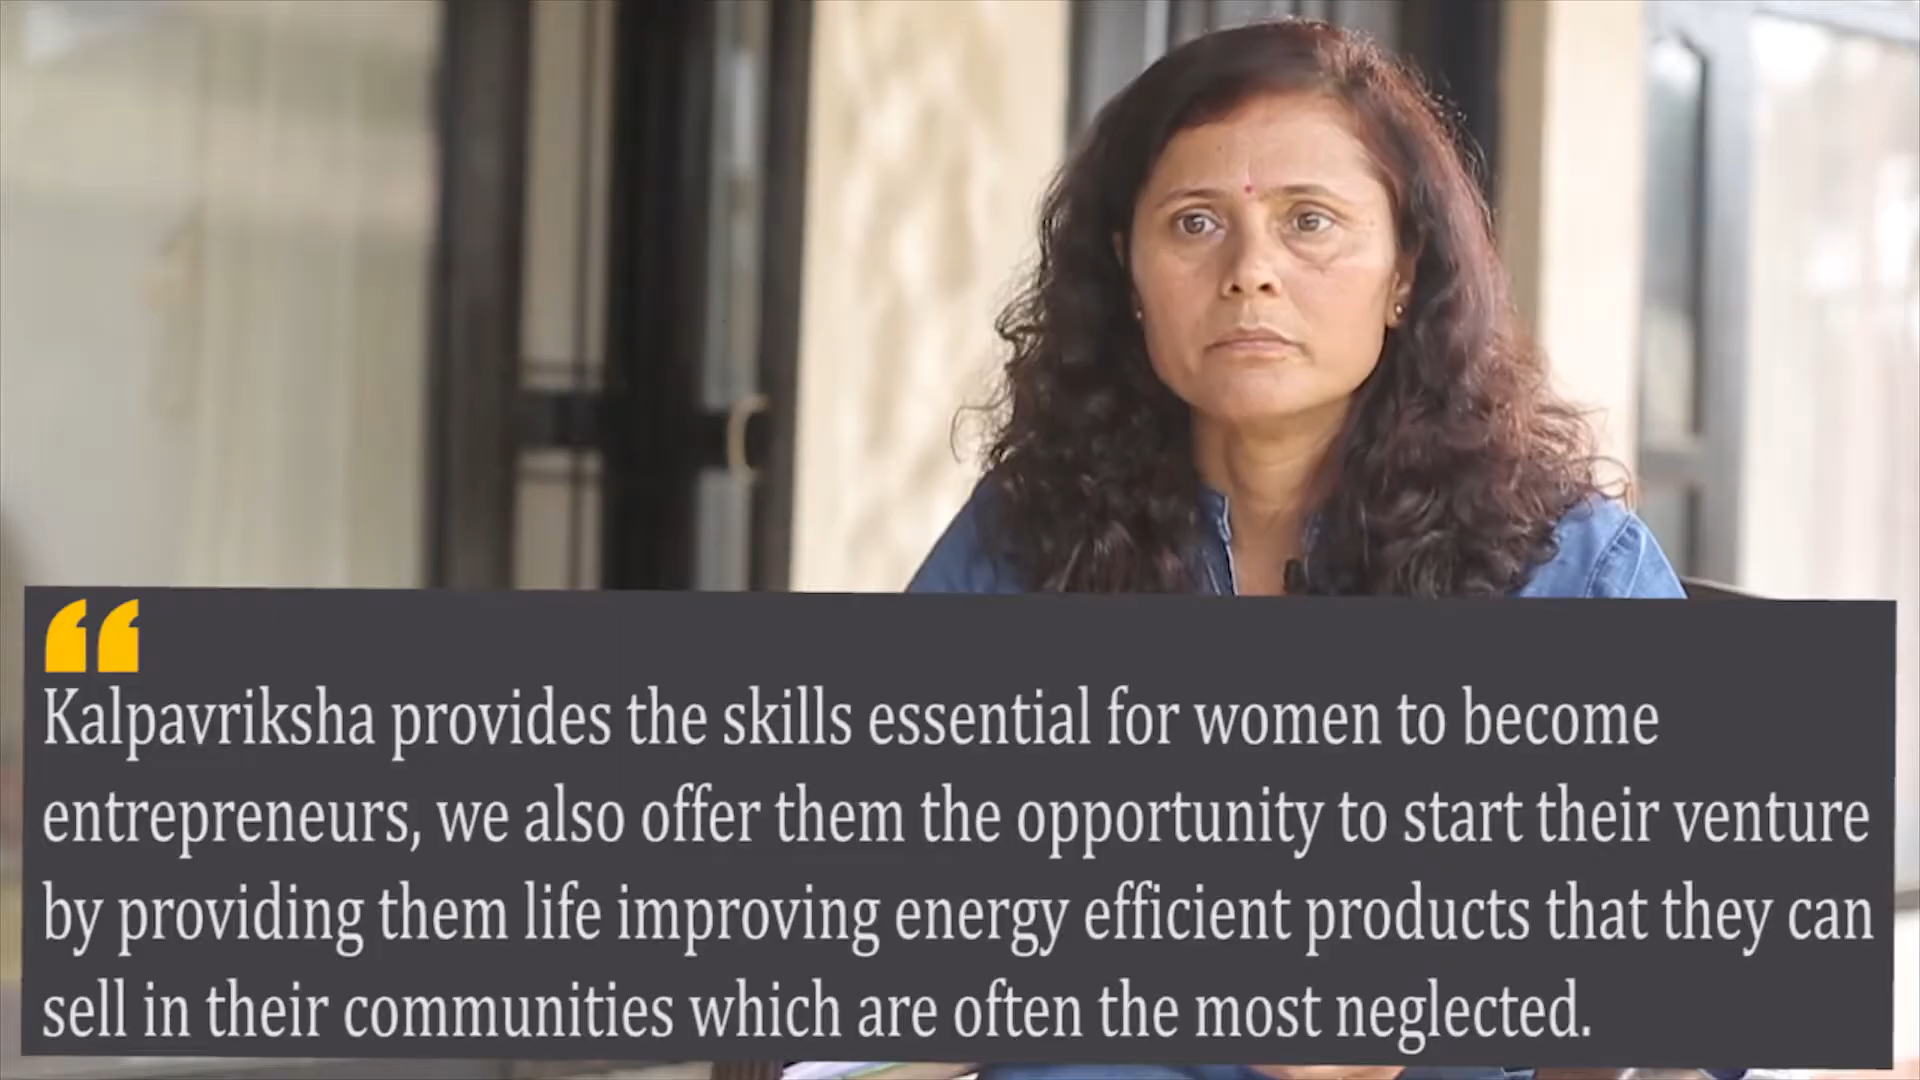 “
Kalpavriksha provides the skills essential for women to become
entrepreneurs, we also offer them the opportunity to start their venture
by providing them life improving energy efficient products that they can
sell in their communities which are often the most neglected.